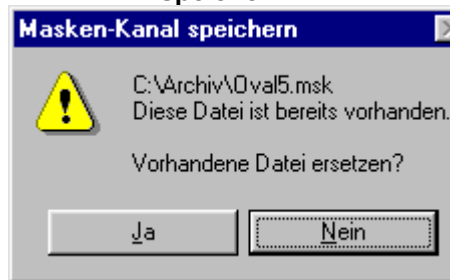 Masken-Kanal speichern
C:\Archiv\Oval5.msk
Diese Datei ist bereits vorhanden.
Vorhandene Datei ersetzen?
Ja
Nein